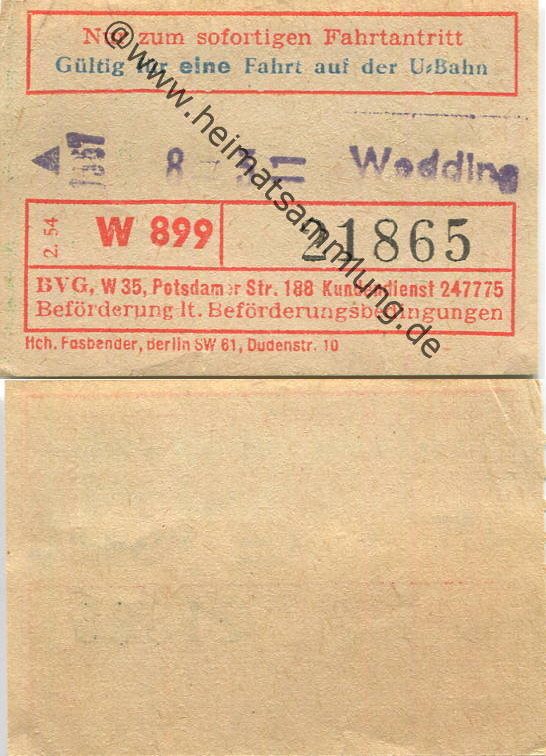 Nur zum sofortigen Fahrtantritt
Gültig für eine Fahrt auf der U-Bahn
8 Wedding
2. 54 W 899 21865
BVG, W 35, Potsdamer Str. 188 Kundendienst 247775
Beförderung lt. Beförderungsbedingungen
Hch. Fasbender, Berlin SW 61, Dudenstr. 10
@www.heimatsammlung.de